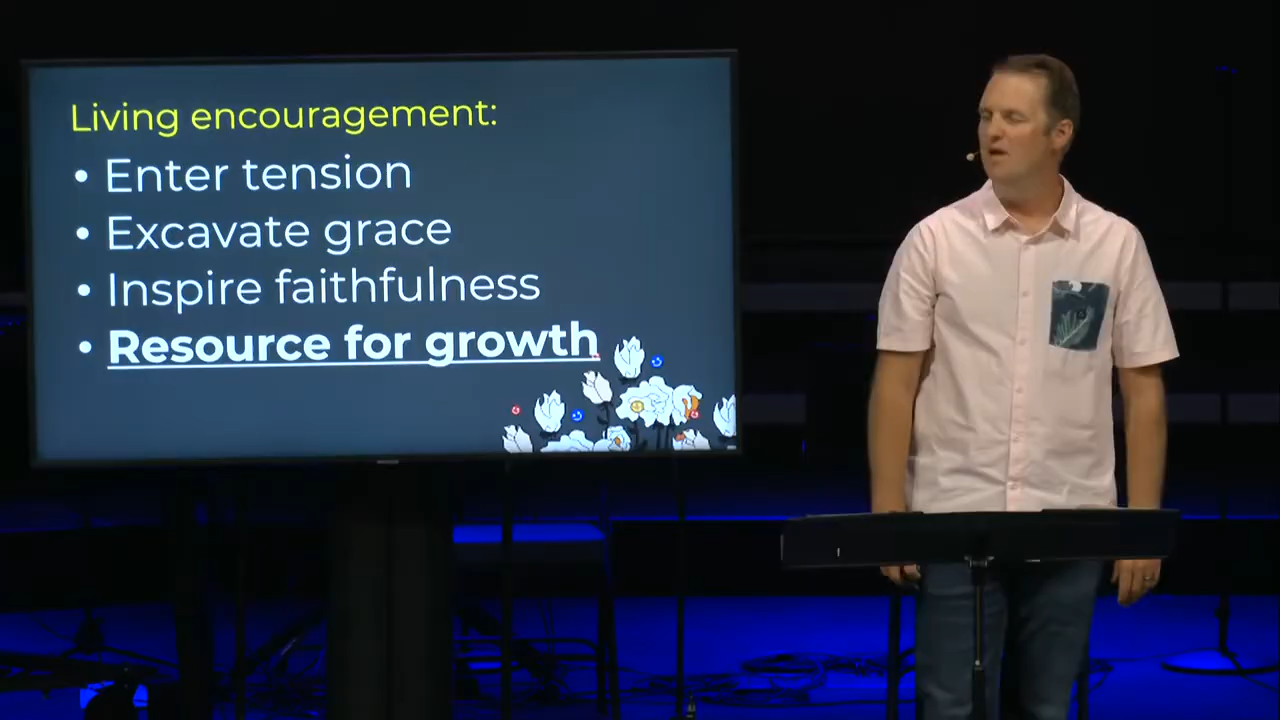 Living encouragement:
• Enter tension
• Excavate grace
• Inspire faithfulness
• Resource for growth